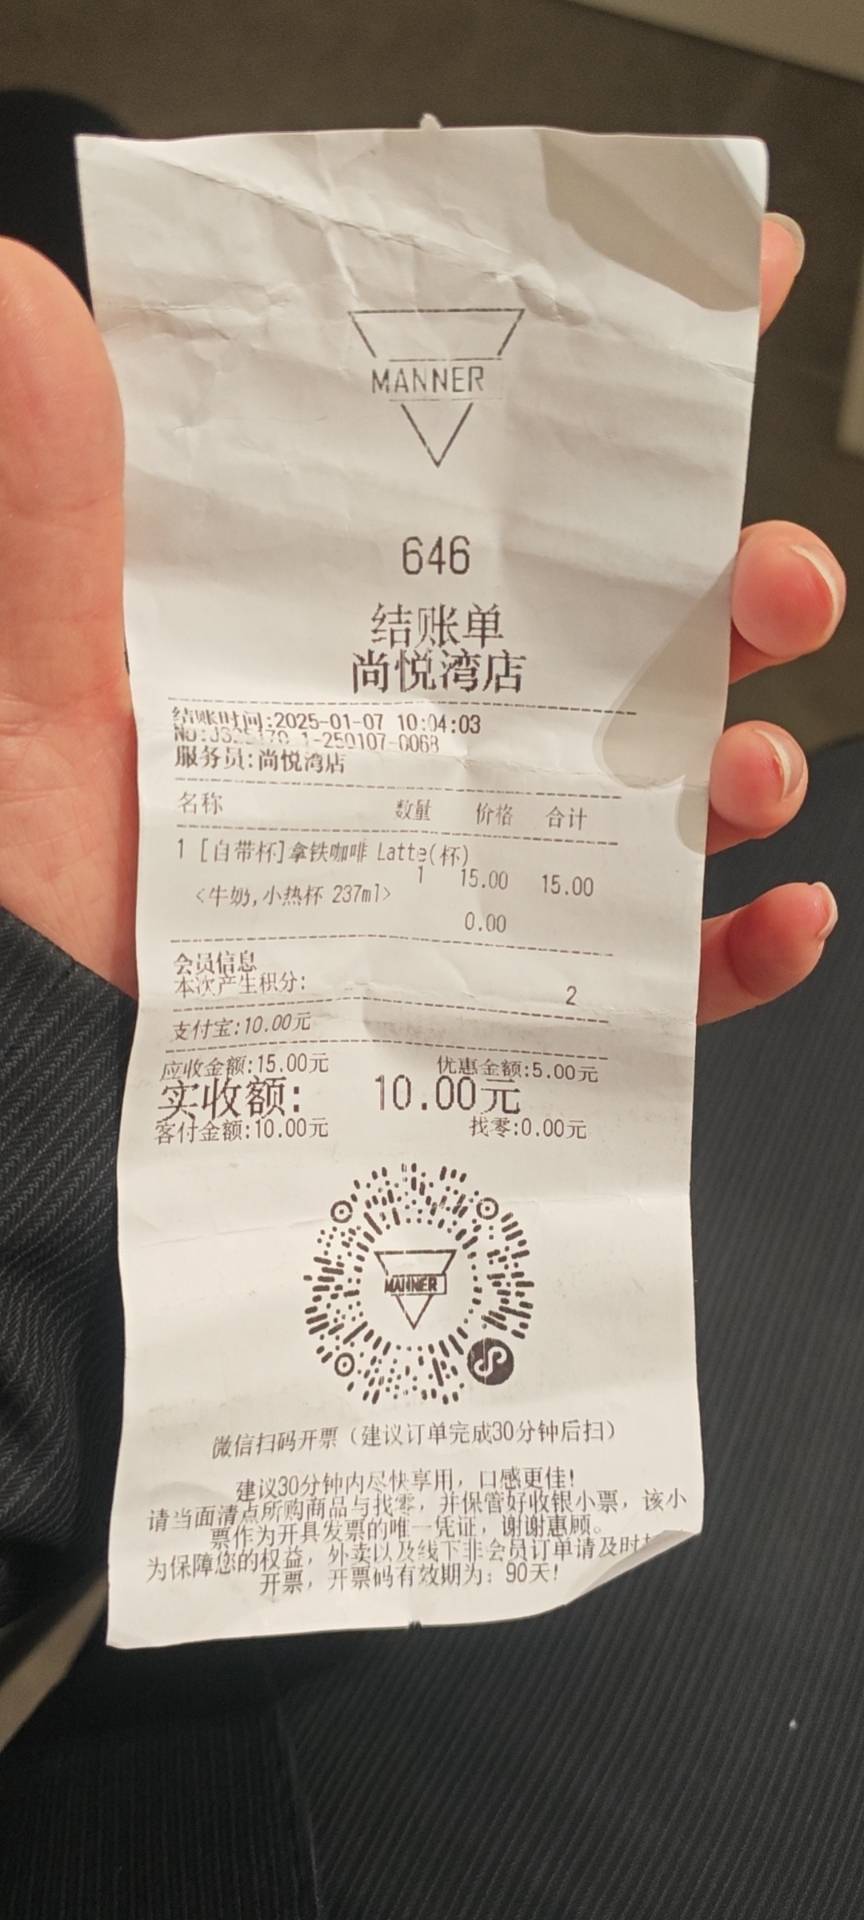 MANNER
646
结账单
尚悦湾店
结账时间:2025-01-07 10:04:03
1-250107-0068
服务员:尚悦湾店
名称 数量 价格 合计
1 [自带杯]拿铁咖啡 Latte(杯)
1 15.00 15.00
<牛奶,小热杯 237ml>
0.00
会员信息
本次产生积分: 2
支付宝:10.00元
应收金额:15.00元 优惠金额:5.00元
实收额: 10.00元
客付金额:10.00元 找零:0.00元
MANNER
微信扫码开票（建议订单完成30分钟后扫）
建议30分钟内尽快享用，口感更佳!
请当面清点所购商品与找零，并保管好收银小票，该小
票作为开具发票的唯一凭证，谢谢惠顾。
为保障您的权益，外卖以及线下非会员订单请及时
开票，开票码有效期为：90天!